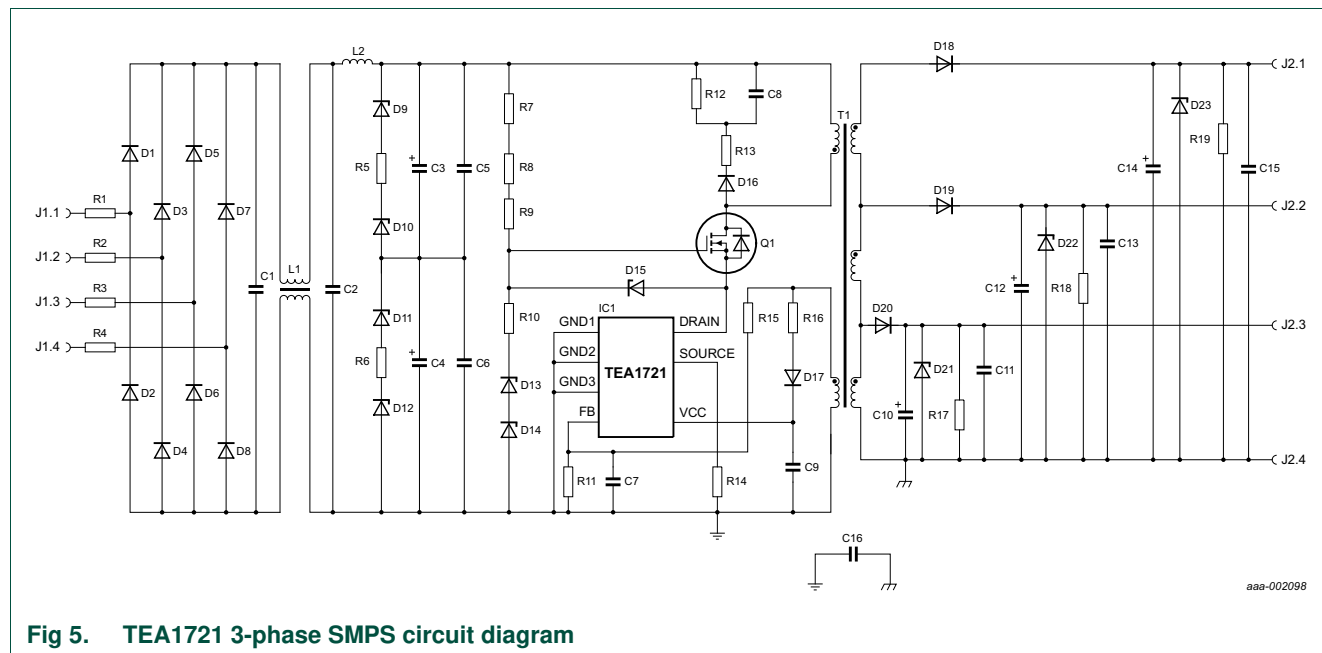 L2
D18
J2.1
D9
R7
R12
C8
T1
D23
R19
R13
D1
D5
R5
C3
C5
R8
C14
C15
D16
D19
J1.1
R1
D3
D7
R9
J2.2
D10
Q1
D22
C13
J1.2
R2
D15
C1
L1
C2
C12
R18
J1.3
R3
IC1
D11
R10
GND1
DRAIN
R15
R16
D20
J2.3
J1.4
R4
GND2
SOURCE
R6
C4
C6
GND3
TEA1721
D21
C11
D2
D6
D13
D17
D12
FB
VCC
C10
R17
D14
D4
D8
J2.4
R11
C7
R14
C9
C16
aaa-002098
Fig 5. TEA1721 3-phase SMPS circuit diagram